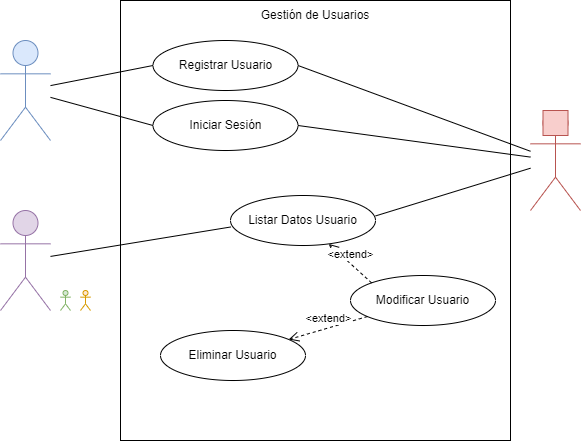 Gestión de Usuarios
Registrar Usuario
Iniciar Sesión
Listar Datos Usuario
<extend>
Modificar Usuario
<extend>
Eliminar Usuario